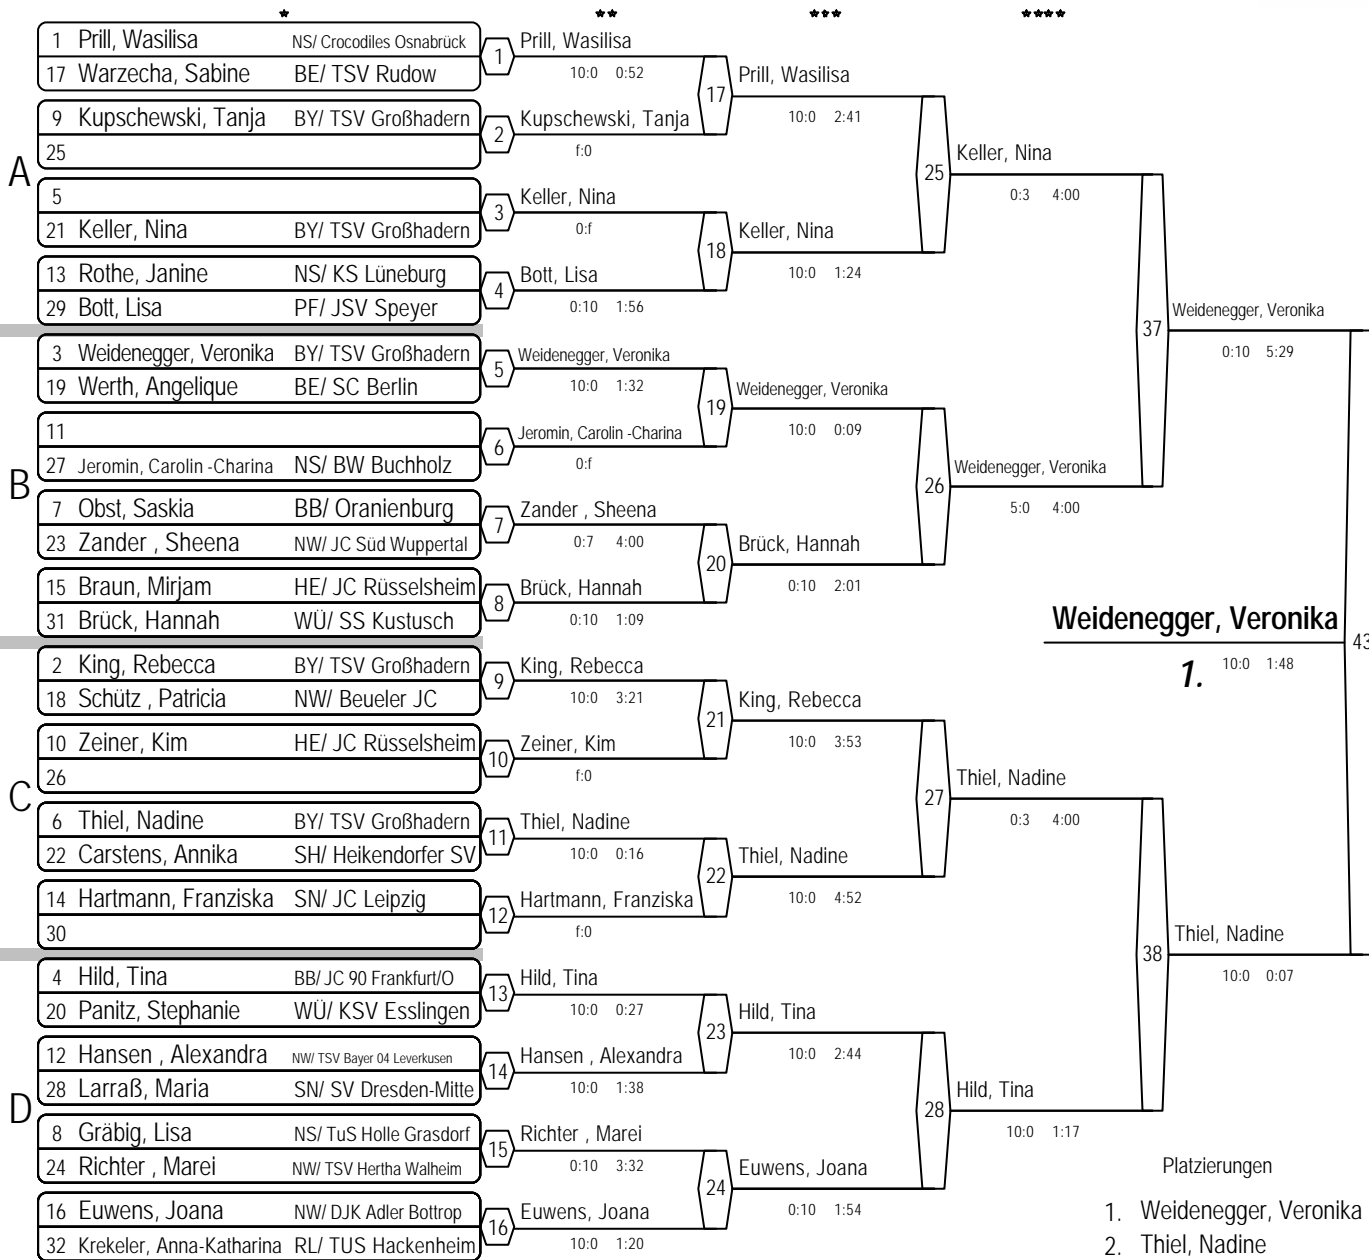 * ** *** ****
A
1 Prill, Wasilisa NS/ Crocodiles Osnabrück
17 Warzecha, Sabine BE/ TSV Rudow
9 Kupschewski, Tanja BY/ TSV Großhadern
25
5
21 Keller, Nina BY/ TSV Großhadern
13 Rothe, Janine NS/ KS Lüneburg
29 Bott, Lisa PF/ JSV Speyer
B
3 Weidenegger, Veronika BY/ TSV Großhadern
19 Werth, Angelique BE/ SC Berlin
11
27 Jeromin, Carolin -Charina NS/ BW Buchholz
7 Obst, Saskia BB/ Oranienburg
23 Zander , Sheena NW/ JC Süd Wuppertal
15 Braun, Mirjam HE/ JC Rüsselsheim
31 Brück, Hannah WÜ/ SS Kustusch
C
2 King, Rebecca BY/ TSV Großhadern
18 Schütz , Patricia NW/ Beueler JC
10 Zeiner, Kim HE/ JC Rüsselsheim
26
6 Thiel, Nadine BY/ TSV Großhadern
22 Carstens, Annika SH/ Heikendorfer SV
14 Hartmann, Franziska SN/ JC Leipzig
30
D
4 Hild, Tina BB/ JC 90 Frankfurt/O
20 Panitz, Stephanie WÜ/ KSV Esslingen
12 Hansen , Alexandra NW/ TSV Bayer 04 Leverkusen
28 Larraß, Maria SN/ SV Dresden-Mitte
8 Gräbig, Lisa NS/ TuS Holle Grasdorf
24 Richter , Marei NW/ TSV Hertha Walheim
16 Euwens, Joana NW/ DJK Adler Bottrop
32 Krekeler, Anna-Katharina RL/ TUS Hackenheim
1 Prill, Wasilisa
10:0 0:52
2 Kupschewski, Tanja
f:0
3 Keller, Nina
0:f
4 Bott, Lisa
0:10 1:56
5 Weidenegger, Veronika
10:0 1:32
6 Jeromin, Carolin -Charina
0:f
7 Zander , Sheena
0:7 4:00
8 Brück, Hannah
0:10 1:09
9 King, Rebecca
10:0 3:21
10 Zeiner, Kim
f:0
11 Thiel, Nadine
10:0 0:16
12 Hartmann, Franziska
f:0
13 Hild, Tina
10:0 0:27
14 Hansen , Alexandra
10:0 1:38
15 Richter , Marei
0:10 3:32
16 Euwens, Joana
10:0 1:20
17 Prill, Wasilisa
10:0 2:41
18 Keller, Nina
10:0 1:24
19 Weidenegger, Veronika
10:0 0:09
20 Brück, Hannah
0:10 2:01
21 King, Rebecca
10:0 3:53
22 Thiel, Nadine
10:0 4:52
23 Hild, Tina
10:0 2:44
24 Euwens, Joana
0:10 1:54
25 Keller, Nina
0:3 4:00
26 Weidenegger, Veronika
5:0 4:00
27 Thiel, Nadine
0:3 4:00
28 Hild, Tina
10:0 1:17
37 Weidenegger, Veronika
0:10 5:29
38 Thiel, Nadine
10:0 0:07
Weidenegger, Veronika 43
1. 10:0 1:48
Platzierungen
1. Weidenegger, Veronika
2. Thiel, Nadine